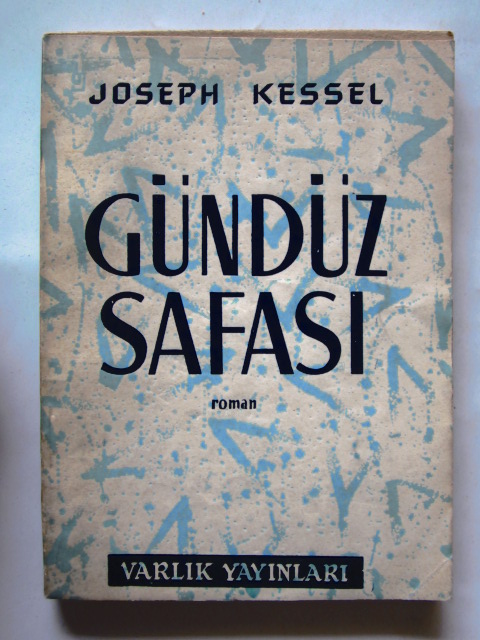 JOSEPH KESSEL
GÜNDÜZ
SAFASI
roman
VARLIK YAYINLARI